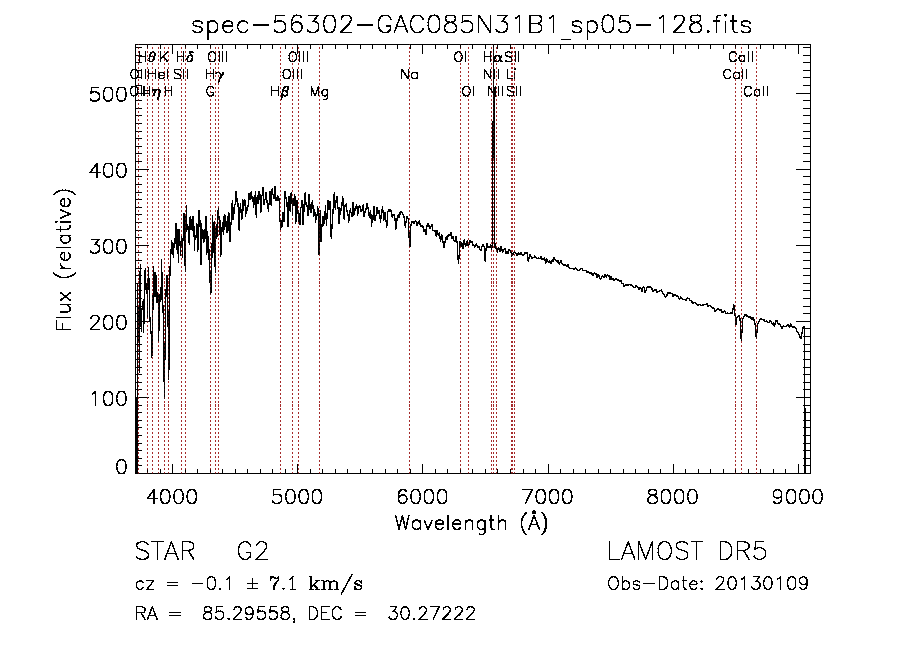 spec-56302-GAC085N31B1_sp05-128.fits
Hθ K Hδ OIII OIII OI Hα SII CaII
OII HeI SII Hγ OIII Na NII Li CaII
OII Hη H G Hβ Mg OI NII SII CaII
500
400
300
200
100
0
Flux (relative)
4000 5000 6000 7000 8000 9000
Wavelength (Å)
STAR G2 LAMOST DR5
cz = −0.1 ± 7.1 km/s Obs-Date: 20130109
RA = 85.29558, DEC = 30.27222